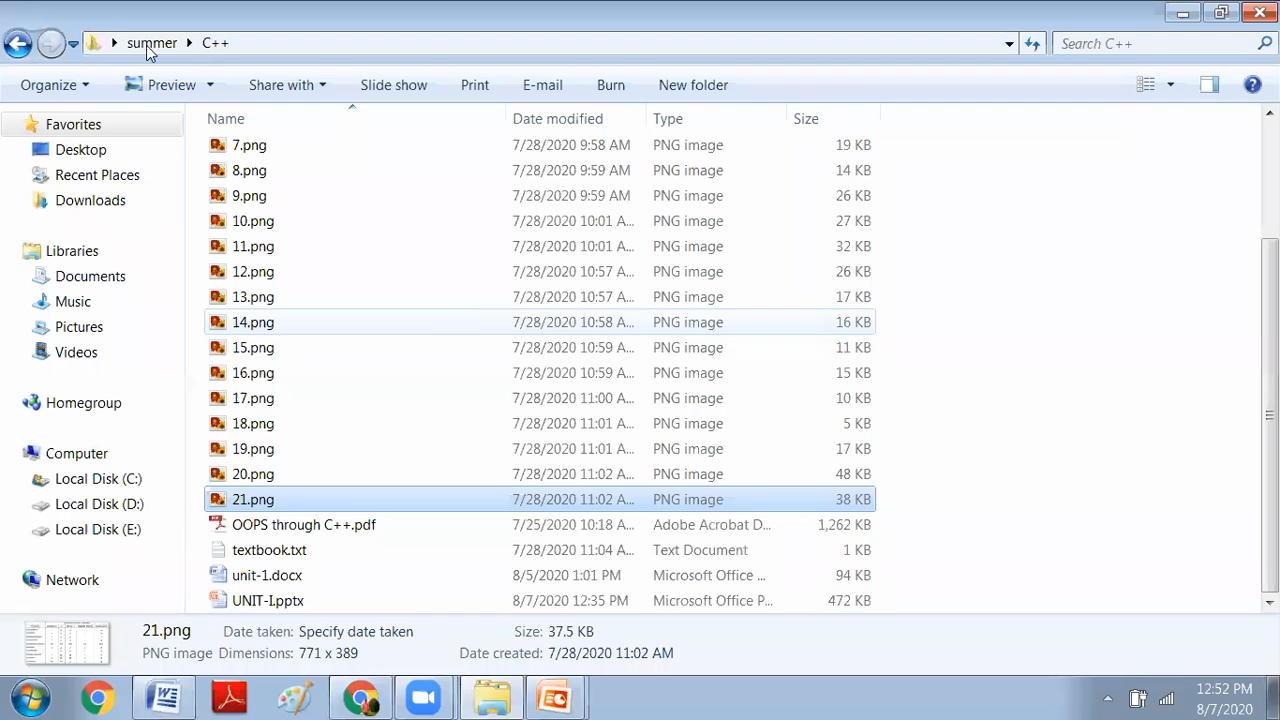 summer C++ Search C++
Organize Preview Share with Slide show Print E-mail Burn New folder
Name Date modified Type Size
Favorites
Desktop
Recent Places
Downloads
Libraries
Documents
Music
Pictures
Videos
Homegroup
Computer
Local Disk (C:)
Local Disk (D:)
Local Disk (E:)
Network
7.png 7/28/2020 9:58 AM PNG image 19 KB
8.png 7/28/2020 9:59 AM PNG image 14 KB
9.png 7/28/2020 9:59 AM PNG image 26 KB
10.png 7/28/2020 10:01 A... PNG image 27 KB
11.png 7/28/2020 10:01 A... PNG image 32 KB
12.png 7/28/2020 10:57 A... PNG image 26 KB
13.png 7/28/2020 10:57 A... PNG image 17 KB
14.png 7/28/2020 10:58 A... PNG image 16 KB
15.png 7/28/2020 10:59 A... PNG image 11 KB
16.png 7/28/2020 10:59 A... PNG image 15 KB
17.png 7/28/2020 11:00 A... PNG image 10 KB
18.png 7/28/2020 11:01 A... PNG image 5 KB
19.png 7/28/2020 11:01 A... PNG image 17 KB
20.png 7/28/2020 11:02 A... PNG image 48 KB
21.png 7/28/2020 11:02 A... PNG image 38 KB
OOPS through C++.pdf 7/25/2020 10:18 A... Adobe Acrobat D... 1,262 KB
textbook.txt 7/28/2020 11:04 A... Text Document 1 KB
unit-1.docx 8/5/2020 1:01 PM Microsoft Office ... 94 KB
UNIT-I.pptx 8/7/2020 12:35 PM Microsoft Office P... 472 KB
21.png Date taken: Specify date taken Size: 37.5 KB
PNG image Dimensions: 771 x 389 Date created: 7/28/2020 11:02 AM
12:52 PM
8/7/2020